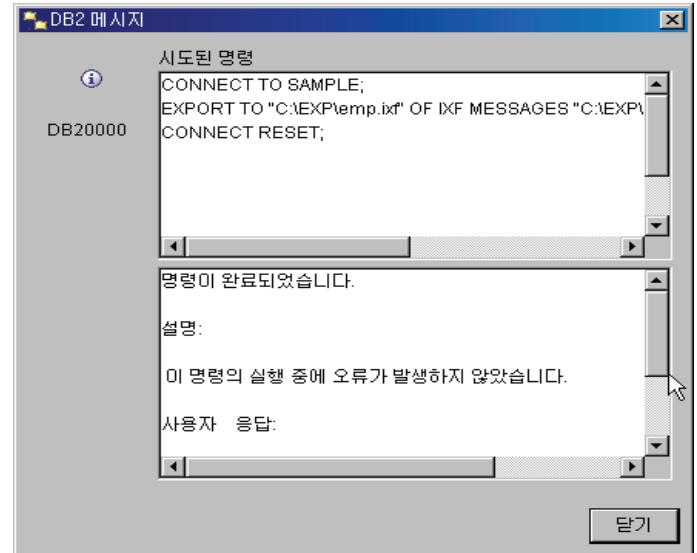 DB2 메시지
시도된 명령
DB20000
CONNECT TO SAMPLE;
EXPORT TO "C:\EXP\emp.ixf" OF IXF MESSAGES "C:\EXP\
CONNECT RESET;
명령이 완료되었습니다.
설명:
이 명령의 실행 중에 오류가 발생하지 않았습니다.
사용자 응답:
닫기